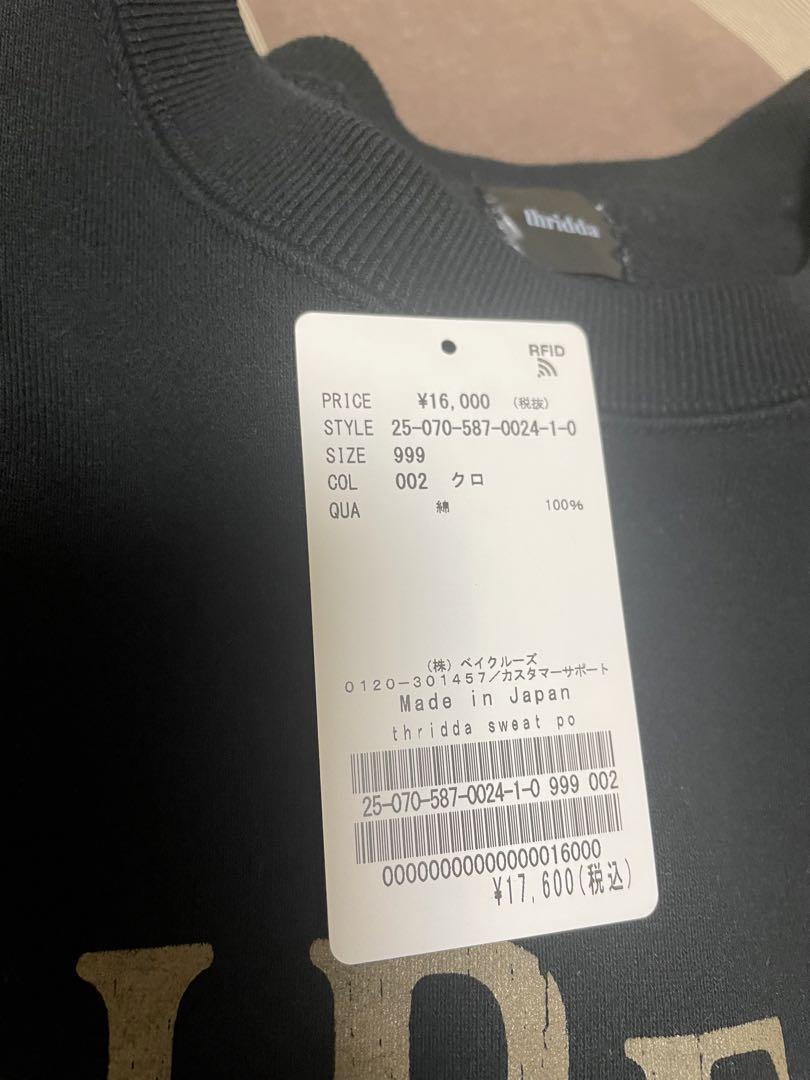 thridda
RFID
PRICE ¥16,000 (税抜)
STYLE 25-070-587-0024-1-0
SIZE 999
COL 002 クロ
QUA 綿 100%
(株) ベイクルーズ
0120-301457/カスタマーサポート
Made in Japan
thridda sweat po
25-070-587-0024-1-0 999 002
00000000000000016000
¥17,600(税込)